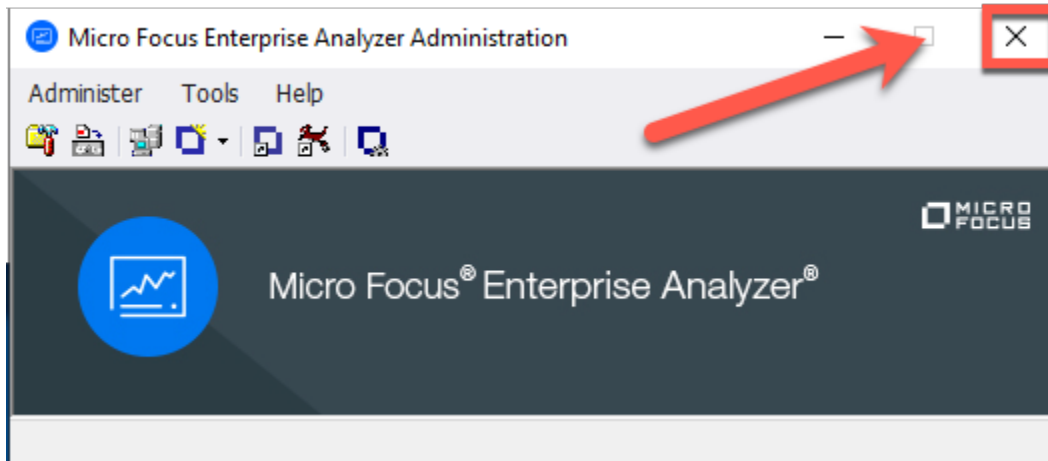 Micro Focus Enterprise Analyzer Administration
Administer Tools Help
MICRO
FOCUS
Micro Focus® Enterprise Analyzer®